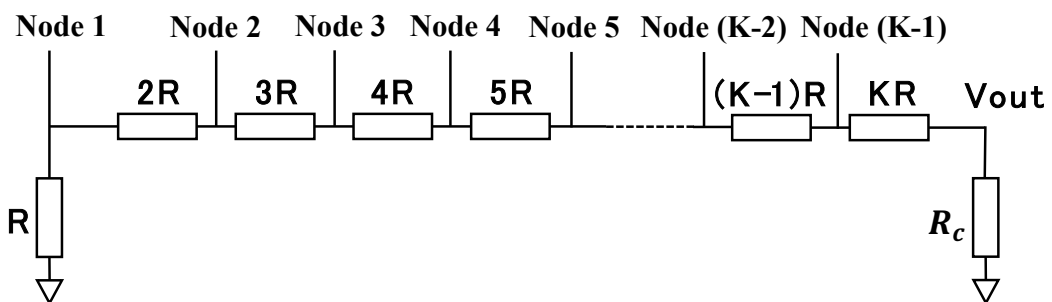 Node 1 Node 2 Node 3 Node 4 Node 5 Node (K-2) Node (K-1)
2R 3R 4R 5R (K-1)R KR Vout
R R_c